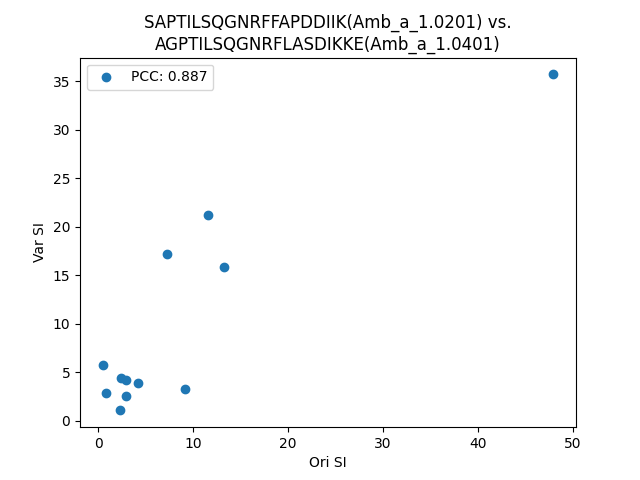 SAPTILSQGNRFFAPDDIIK(Amb_a_1.0201) vs.
AGPTILSQGNRFLASDIKKE(Amb_a_1.0401)
PCC: 0.887
35
30
25
20
15
10
5
0
Var SI
0 10 20 30 40 50
Ori SI